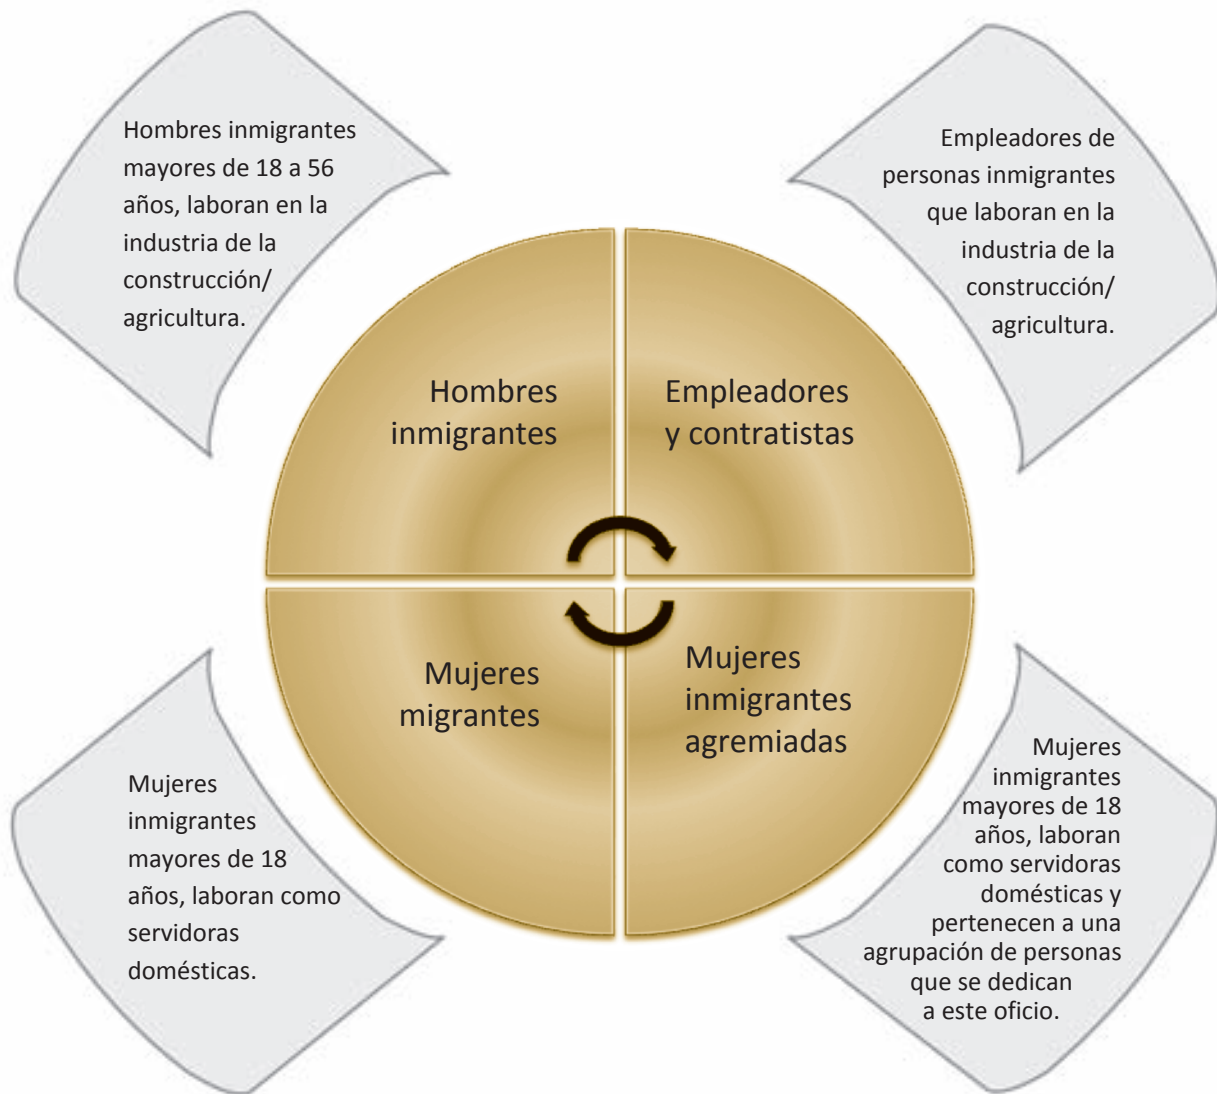 Hombres inmigrantes
mayores de 18 a 56
años, laboran en la
industria de la
construcción/
agricultura.
Empleadores de
personas inmigrantes
que laboran en la
industria de la
construcción/
agricultura.
Hombres
inmigrantes
Empleadores
y contratistas
Mujeres
migrantes
Mujeres
inmigrantes
agremiadas
Mujeres
inmigrantes
mayores de 18
años, laboran como
servidoras
domésticas.
Mujeres
inmigrantes
mayores de 18
años, laboran
como servidoras
domésticas y
pertenecen a una
agrupación de personas
que se dedican
a este oficio.